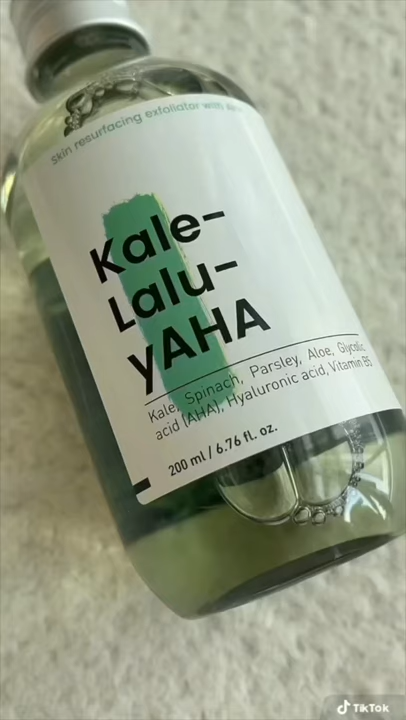 Skin resurfacing exfoliator with
Kale-
Lalu-
yAHA
Kale, Spinach, Parsley, Aloe, Glycolic
acid (AHA), Hyaluronic acid, Vitamin B5
200 ml / 6.76 fl. oz.
TikTok